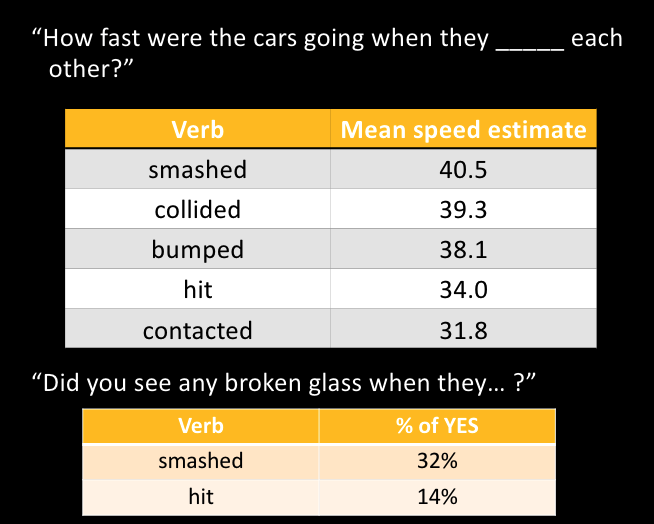 “How fast were the cars going when they _____ each
other?”
Verb Mean speed estimate
smashed 40.5
collided 39.3
bumped 38.1
hit 34.0
contacted 31.8
“Did you see any broken glass when they… ?”
Verb % of YES
smashed 32%
hit 14%